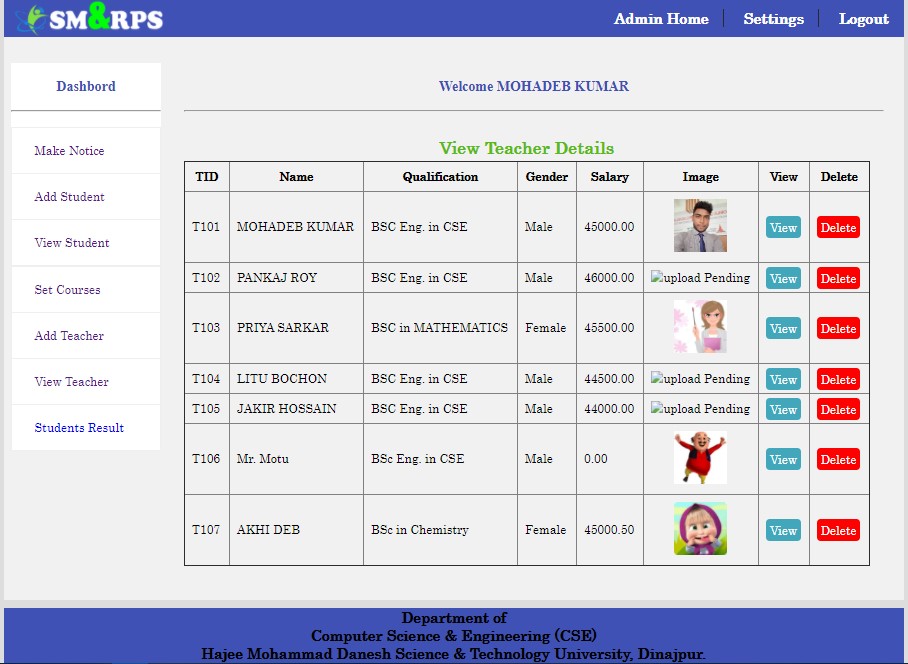 SM&RPS
Admin Home Settings Logout
Dashbord
Welcome MOHADEB KUMAR
Make Notice
Add Student
View Student
Set Courses
Add Teacher
View Teacher
Students Result
View Teacher Details
TID Name Qualification Gender Salary Image View Delete
T101 MOHADEB KUMAR BSC Eng. in CSE Male 45000.00 View Delete
T102 PANKAJ ROY BSC Eng. in CSE Male 46000.00 upload Pending View Delete
T103 PRIYA SARKAR BSC in MATHEMATICS Female 45500.00 View Delete
T104 LITU BOCHON BSC Eng. in CSE Male 44500.00 upload Pending View Delete
T105 JAKIR HOSSAIN BSC Eng. in CSE Male 44000.00 upload Pending View Delete
T106 Mr. Motu BSc Eng. in CSE Male 0.00 View Delete
T107 AKHI DEB BSc in Chemistry Female 45000.50 View Delete
Department of
Computer Science & Engineering (CSE)
Hajee Mohammad Danesh Science & Technology University, Dinajpur.